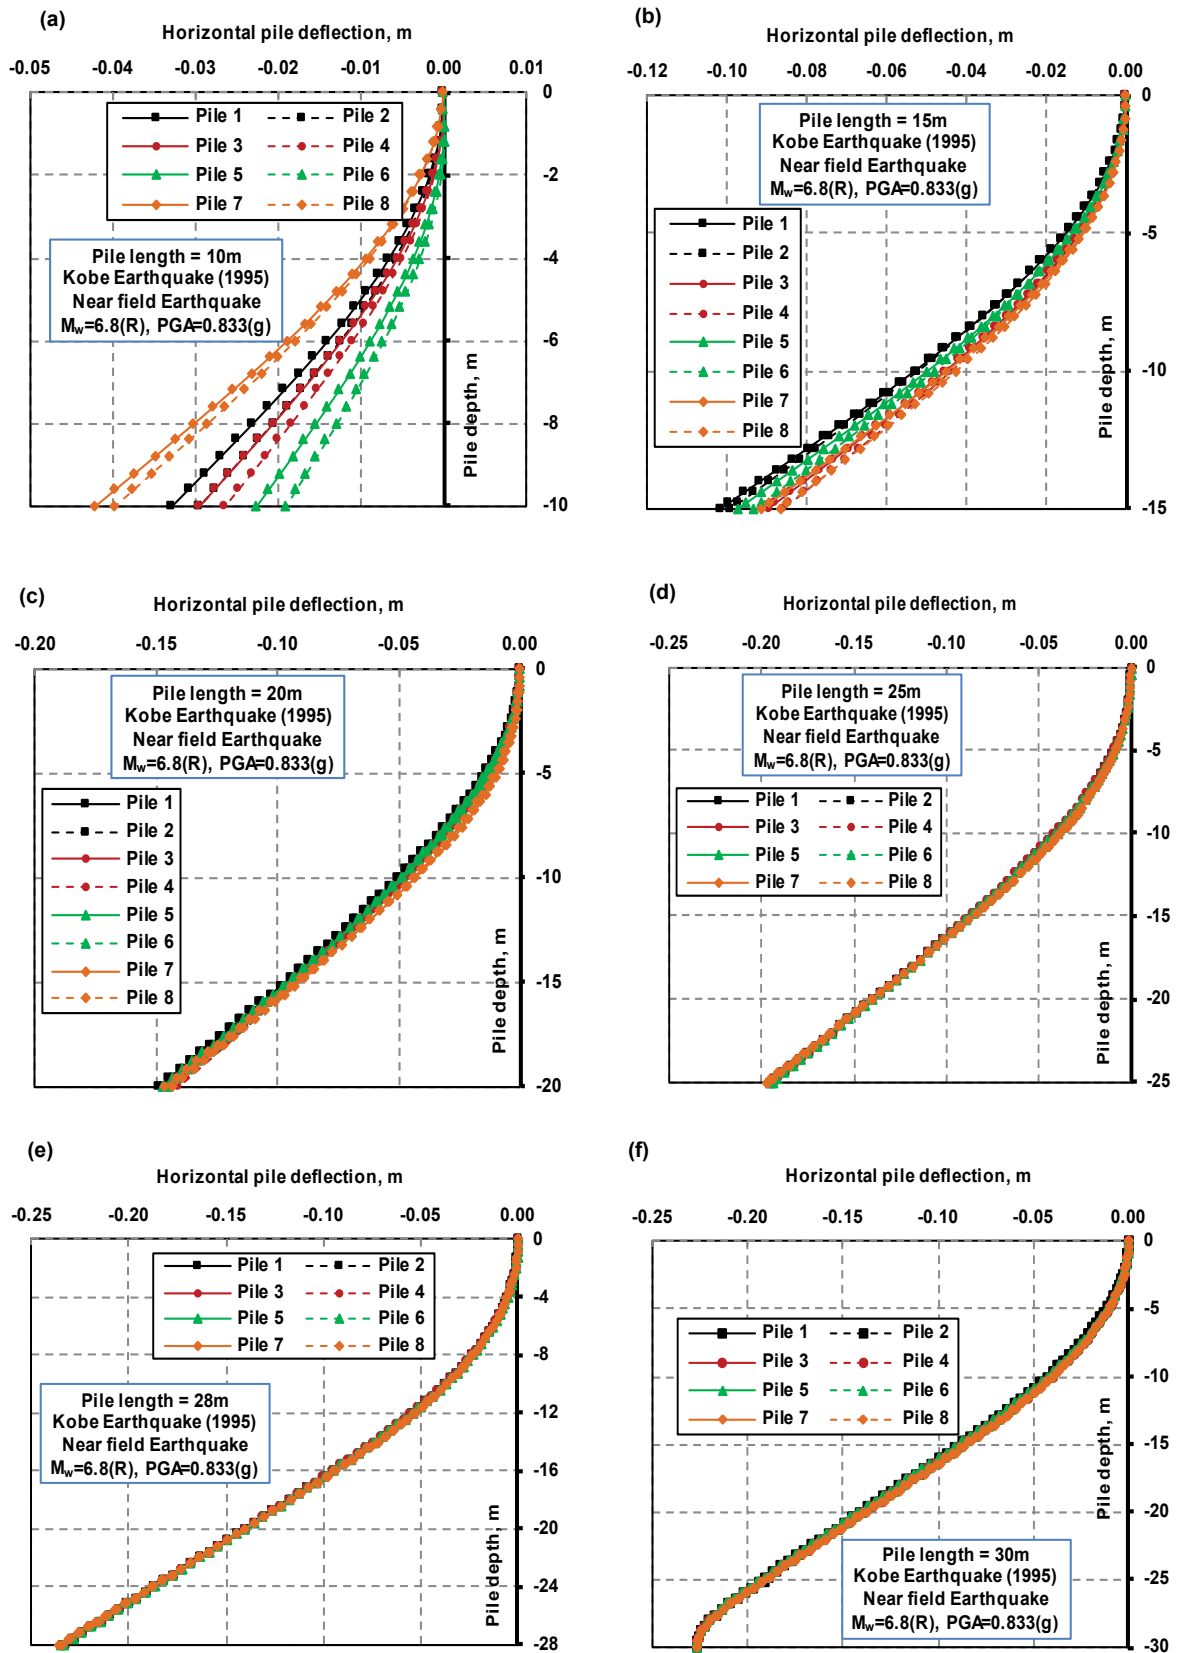 (a)
Horizontal pile deflection, m
-0.05 -0.04 -0.03 -0.02 -0.01 0.00 0.01
0
Pile 1 Pile 2
Pile 3 Pile 4
Pile 5 Pile 6
Pile 7 Pile 8
-2
-4
-6
-8
-10
Pile length = 10m
Kobe Earthquake (1995)
Near field Earthquake
Mw=6.8(R), PGA=0.833(g)
Pile depth, m
(b)
Horizontal pile deflection, m
-0.12 -0.10 -0.08 -0.06 -0.04 -0.02 0.00
0
Pile length = 15m
Kobe Earthquake (1995)
Near field Earthquake
Mw=6.8(R), PGA=0.833(g)
Pile 1
Pile 2
Pile 3
Pile 4
Pile 5
Pile 6
Pile 7
Pile 8
-5
-10
-15
Pile depth, m
(c)
Horizontal pile deflection, m
-0.20 -0.15 -0.10 -0.05 0.00
0
Pile length = 20m
Kobe Earthquake (1995)
Near field Earthquake
Mw=6.8(R), PGA=0.833(g)
Pile 1
Pile 2
Pile 3
Pile 4
Pile 5
Pile 6
Pile 7
Pile 8
-5
-10
-15
-20
Pile depth, m
(d)
Horizontal pile deflection, m
-0.25 -0.20 -0.15 -0.10 -0.05 0.00
0
Pile length = 25m
Kobe Earthquake (1995)
Near field Earthquake
Mw=6.8(R), PGA=0.833(g)
Pile 1 Pile 2
Pile 3 Pile 4
Pile 5 Pile 6
Pile 7 Pile 8
-5
-10
-15
-20
-25
Pile depth, m
(e)
Horizontal pile deflection, m
-0.25 -0.20 -0.15 -0.10 -0.05 0.00
0
Pile 1 Pile 2
Pile 3 Pile 4
Pile 5 Pile 6
Pile 7 Pile 8
-4
-8
-12
-16
-20
-24
-28
Pile length = 28m
Kobe Earthquake (1995)
Near field Earthquake
Mw=6.8(R), PGA=0.833(g)
Pile depth, m
(f)
Horizontal pile deflection, m
-0.25 -0.20 -0.15 -0.10 -0.05 0.00
0
Pile 1 Pile 2
Pile 3 Pile 4
Pile 5 Pile 6
Pile 7 Pile 8
-5
-10
-15
-20
-25
-30
Pile depth, m
Pile length = 30m
Kobe Earthquake (1995)
Near field Earthquake
Mw=6.8(R), PGA=0.833(g)